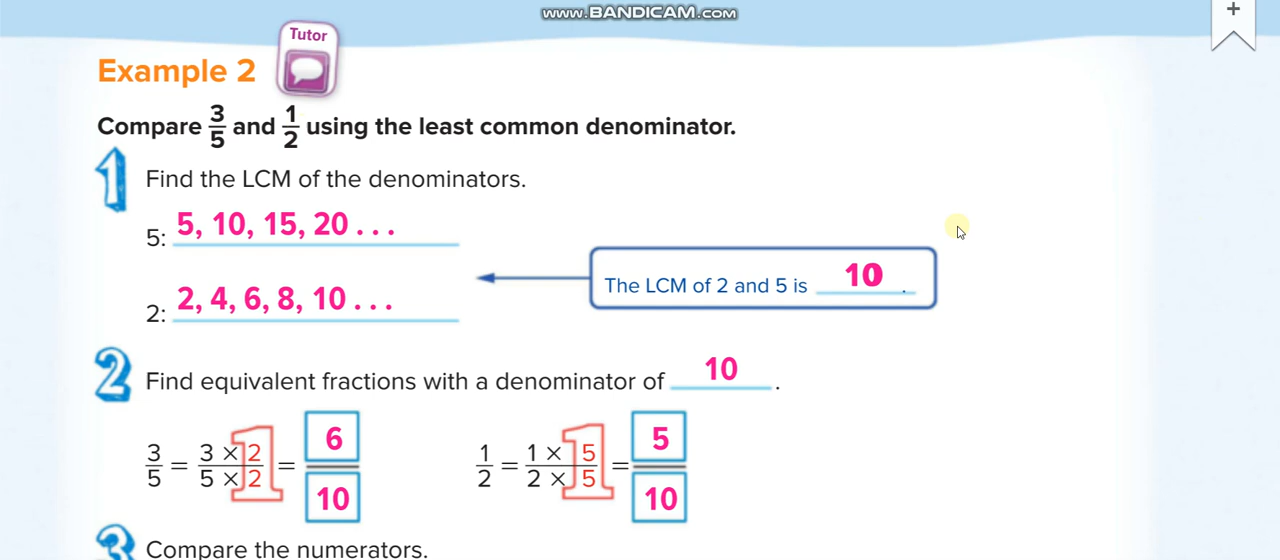 www.BANDICAM.com
+
Tutor
Example 2
Compare 3/5 and 1/2 using the least common denominator.
1 Find the LCM of the denominators.
5: 5, 10, 15, 20 . . .
The LCM of 2 and 5 is 10 .
2: 2, 4, 6, 8, 10 . . .
2 Find equivalent fractions with a denominator of 10 .
3/5 = 3 × 2/5 × 2 = 6/10 1/2 = 1 × 5/2 × 5 = 5/10
3 Compare the numerators.